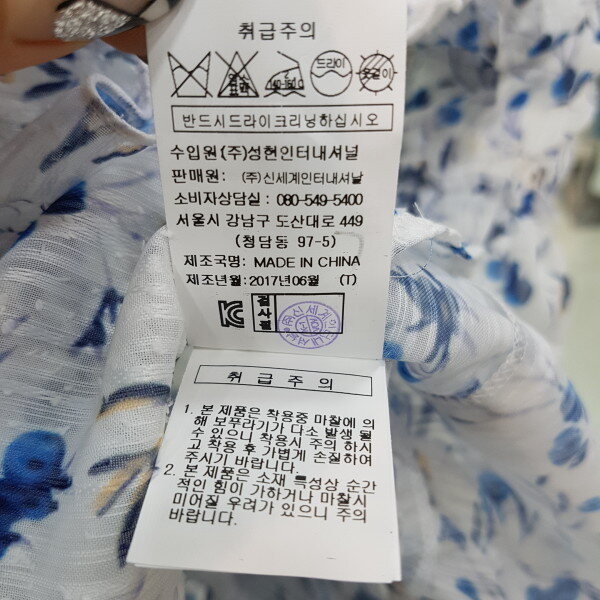 취급주의
염소
표백
140-160℃
드라이
옷걸이
반드시드라이크리닝하십시오
수입원(주)성현인터내셔널
판매원: (주)신세계인터내셔날
소비자상담실 : 080-549-5400
서울시 강남구 도산대로 449
(청담동 97-5)
제조국명: MADE IN CHINA
제조년월: 2017년06월 (T)
검사필
취 급 주 의
1. 본 제품은 착용중 마찰에 의
해 보푸라기가 다소 발생 될
수 있으니 착용시 주의 하시
고 착용 후 가볍게 손질하여
주시기 바랍니다.
2. 본 제품은 소재 특성상 순간
적인 힘이 가하거나 마찰시
미어질 우려가 있으니 주의
바랍니다.